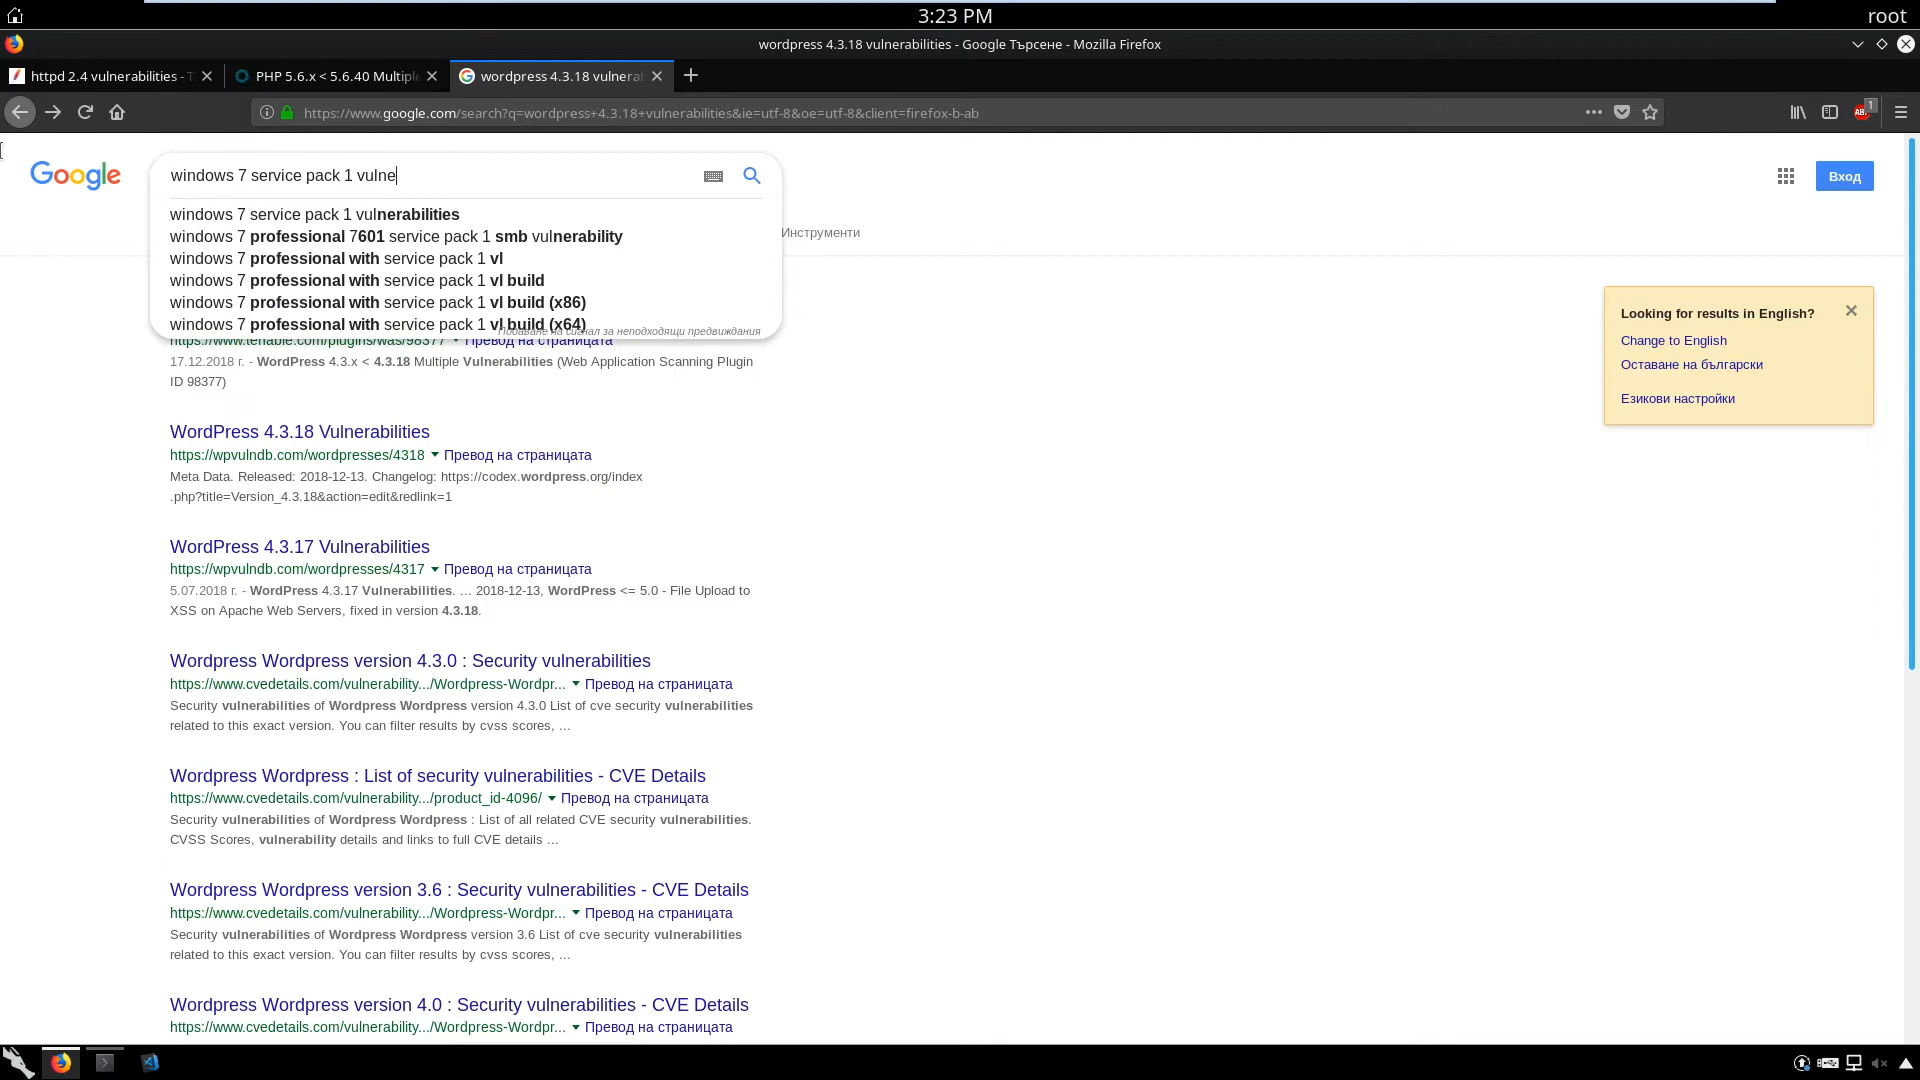 3:23 PM
root
wordpress 4.3.18 vulnerabilities - Google Търсене - Mozilla Firefox
httpd 2.4 vulnerabilities - T
PHP 5.6.x < 5.6.40 Multiple
wordpress 4.3.18 vulnera
https://www.google.com/search?q=wordpress+4.3.18+vulnerabilities&ie=utf-8&oe=utf-8&client=firefox-b-ab
1
Google
windows 7 service pack 1 vulne
Вход
windows 7 service pack 1 vulnerabilities
windows 7 professional 7601 service pack 1 smb vulnerability
Инструменти
windows 7 professional with service pack 1 vl
windows 7 professional with service pack 1 vl build
windows 7 professional with service pack 1 vl build (x86)
windows 7 professional with service pack 1 vl build (x64)
Подаване на сигнал за неподходящи предвиждания
https://www.tenable.com/plugins/was/98377 Превод на страницата
17.12.2018 г. - WordPress 4.3.x < 4.3.18 Multiple Vulnerabilities (Web Application Scanning Plugin
ID 98377)
Looking for results in English?
Change to English
Оставане на български
Езикови настройки
WordPress 4.3.18 Vulnerabilities
https://wpvulndb.com/wordpresses/4318 Превод на страницата
Meta Data. Released: 2018-12-13. Changelog: https://codex.wordpress.org/index
.php?title=Version_4.3.18&action=edit&redlink=1
WordPress 4.3.17 Vulnerabilities
https://wpvulndb.com/wordpresses/4317 Превод на страницата
5.07.2018 г. - WordPress 4.3.17 Vulnerabilities. ... 2018-12-13, WordPress <= 5.0 - File Upload to
XSS on Apache Web Servers, fixed in version 4.3.18.
Wordpress Wordpress version 4.3.0 : Security vulnerabilities
https://www.cvedetails.com/vulnerability.../Wordpress-Wordpr... Превод на страницата
Security vulnerabilities of Wordpress Wordpress version 4.3.0 List of cve security vulnerabilities
related to this exact version. You can filter results by cvss scores, ...
Wordpress Wordpress : List of security vulnerabilities - CVE Details
https://www.cvedetails.com/vulnerability.../product_id-4096/ Превод на страницата
Security vulnerabilities of Wordpress Wordpress : List of all related CVE security vulnerabilities.
CVSS Scores, vulnerability details and links to full CVE details ...
Wordpress Wordpress version 3.6 : Security vulnerabilities - CVE Details
https://www.cvedetails.com/vulnerability.../Wordpress-Wordpr... Превод на страницата
Security vulnerabilities of Wordpress Wordpress version 3.6 List of cve security vulnerabilities
related to this exact version. You can filter results by cvss scores, ...
Wordpress Wordpress version 4.0 : Security vulnerabilities - CVE Details
https://www.cvedetails.com/vulnerability.../Wordpress-Wordpr... Превод на страницата